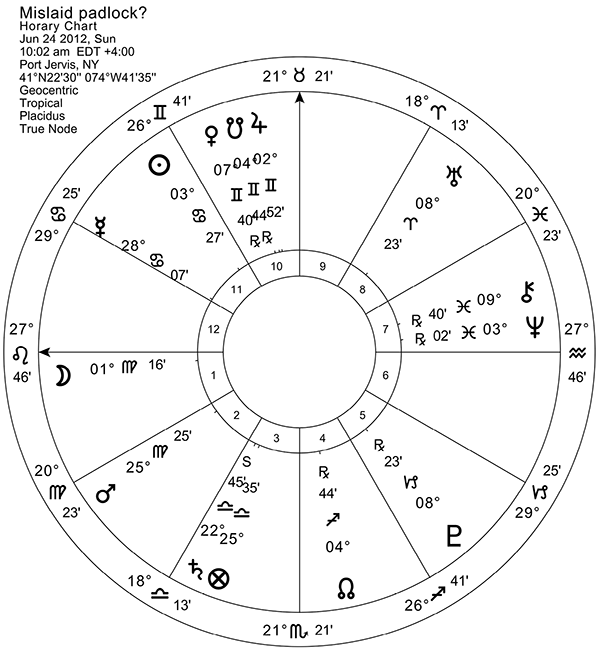 Mislaid padlock?
Horary Chart
Jun 24 2012, Sun
10:02 am EDT +4:00
Port Jervis, NY
41°N22'30" 074°W41'35"
Geocentric
Tropical
Placidus
True Node
21° ♉ 21'
18° ♈ 13'
20° ♓ 23'
27° ♒ 46'
25' ♑ 29°
41' ♐ 26°
21° ♏ 21'
18° ♎ 13'
20° ♍ 23'
27° ♌ 46'
25' ♋ 29°
26° ♊ 41'
♀ 07° ♊ 40' ℞
☋ 04° ♊ 44' ℞
♃ 02° ♊ 52'
☉ 03° ♋ 27'
☿ 28° ♋ 07'
☽ 01° ♍ 16'
♂ 25° ♍ 25'
♄ 22° ♎ 45' S
⊗ 25° ♎ 35'
☊ 04° ♐ 44' ℞
♇ 08° ♑ 23' ℞
♆ 03° ♓ 02' ℞
⚷ 09° ♓ 40' ℞
♅ 08° ♈ 23'
1
2
3
4
5
6
7
8
9
10
11
12